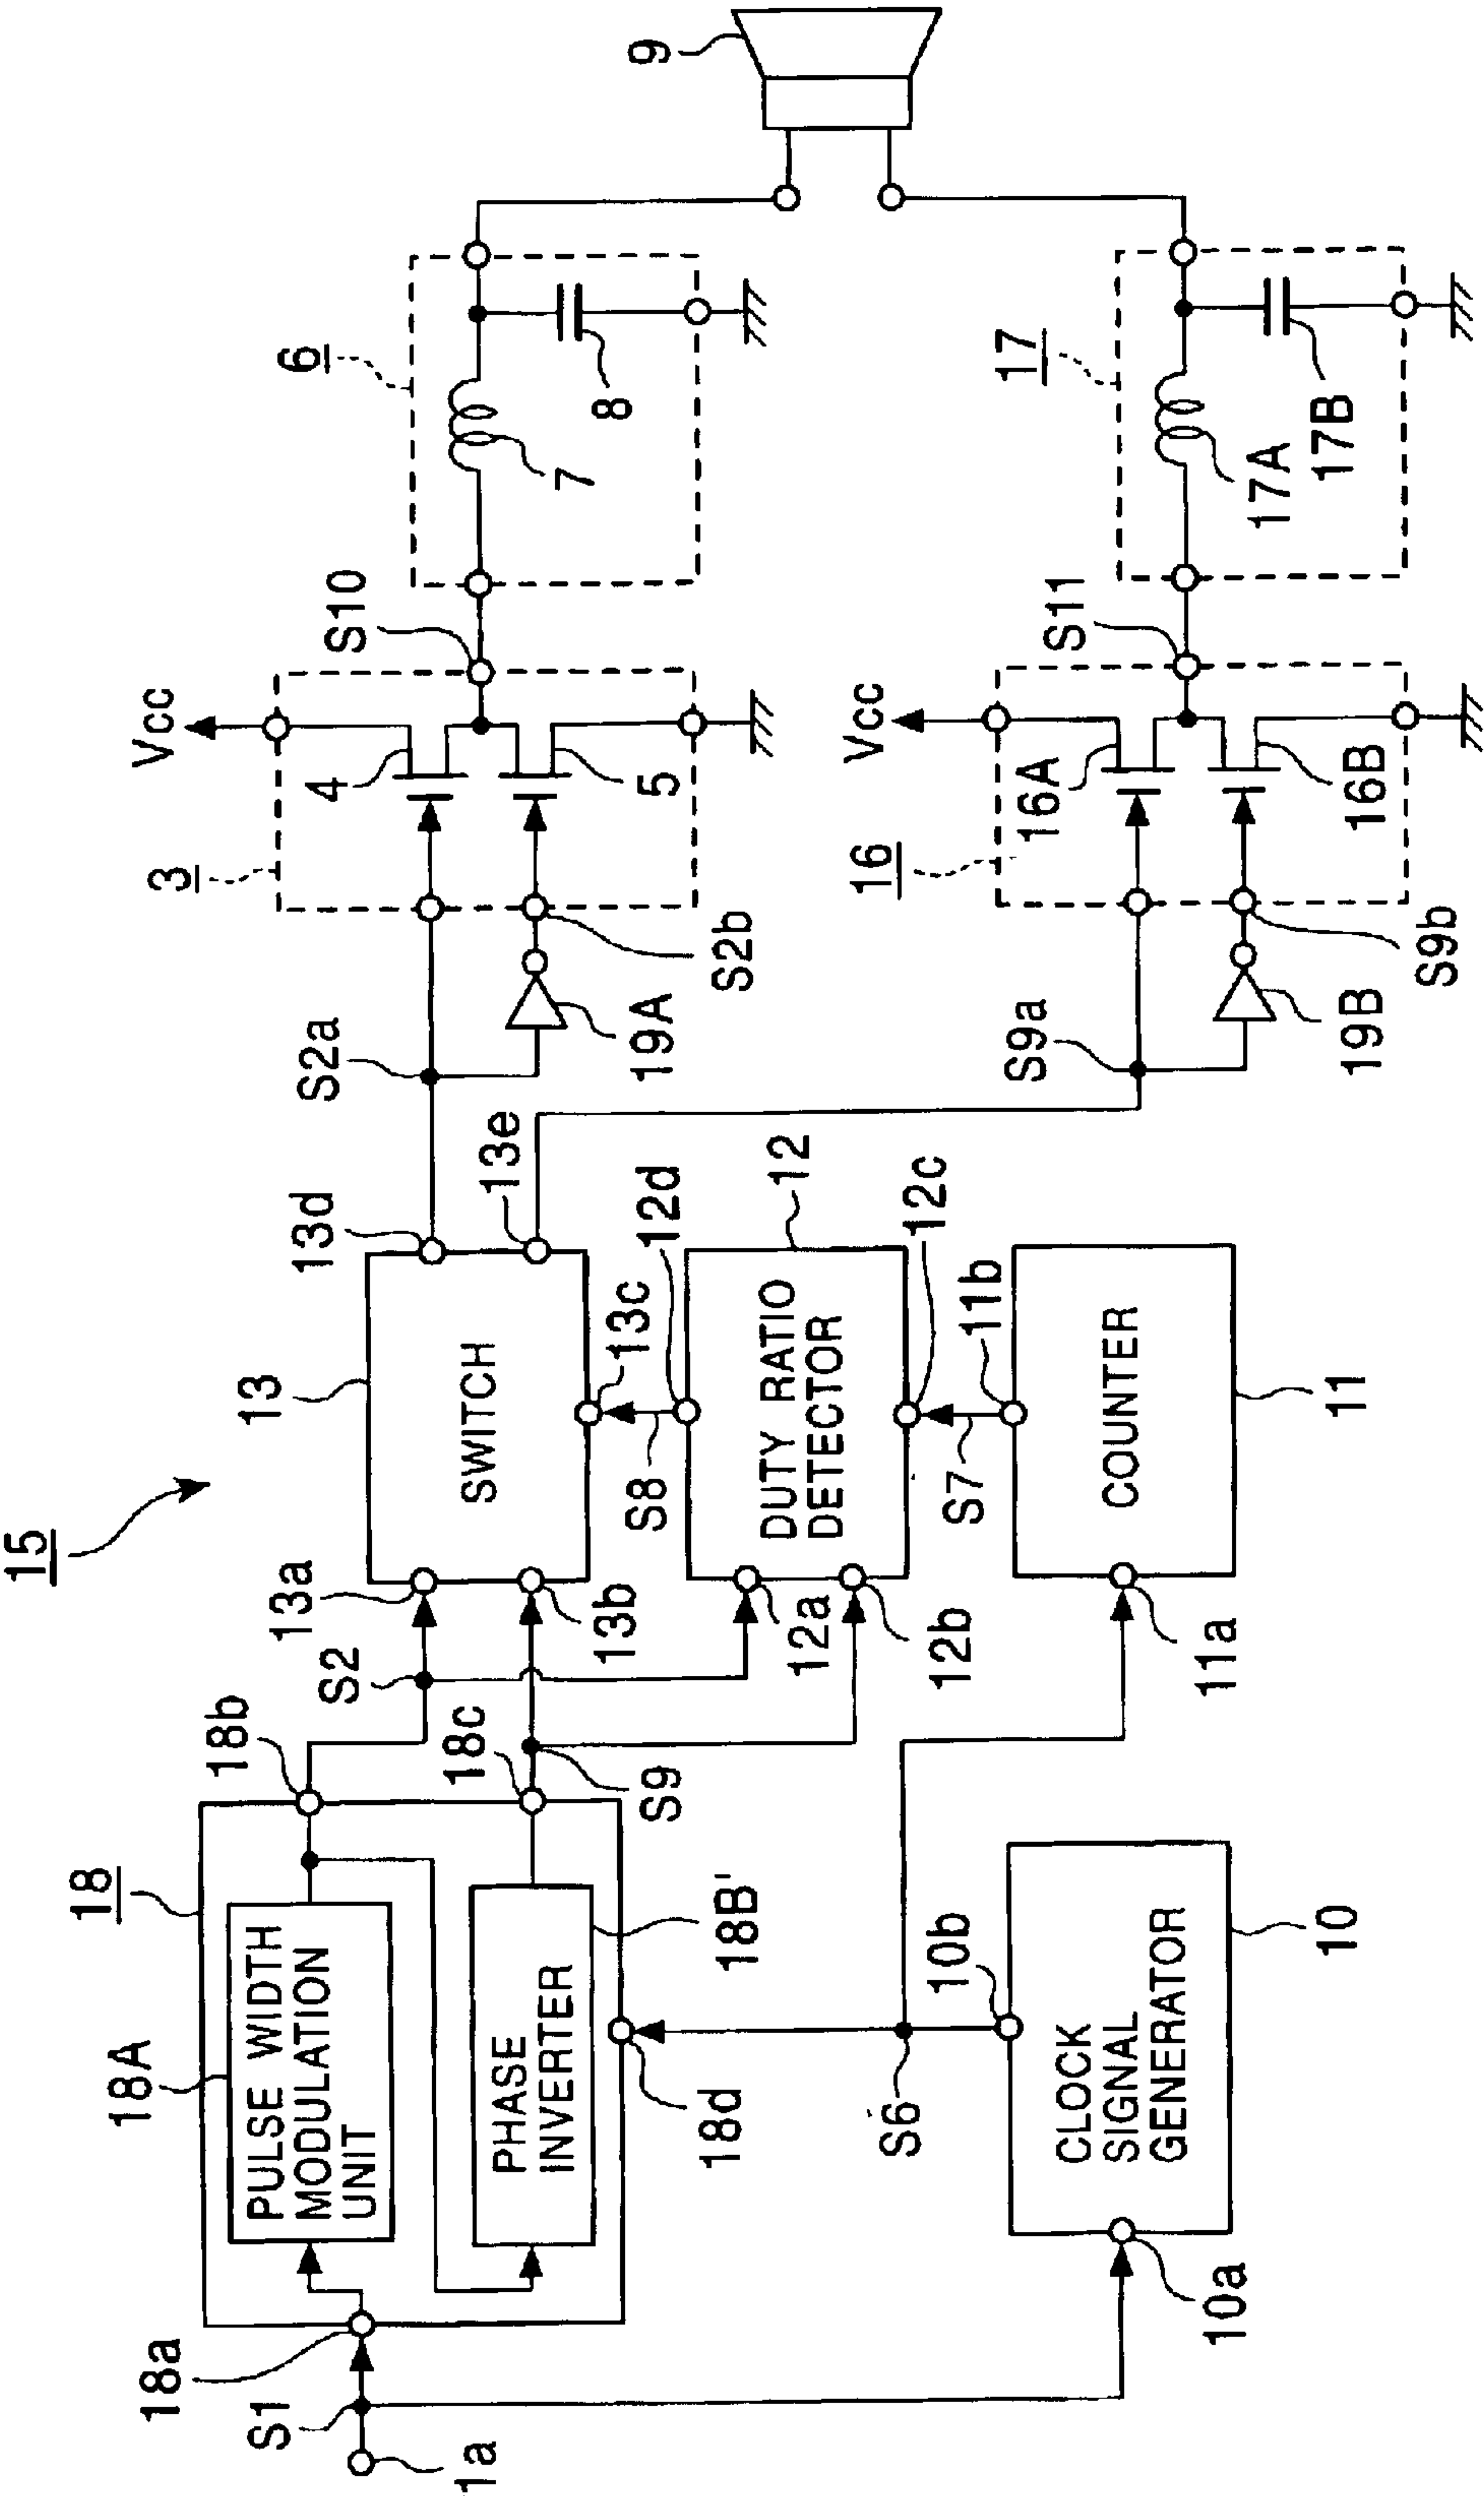 15
1a
S1
18a
18
18A
PULSE WIDTH
MODULATION
UNIT
PHASE
INVERTER
18B'
18b
18c
18d
S2
S9
S6
10
10a
10b
CLOCK
SIGNAL
GENERATOR
13
13a
13b
13c
13d
13e
SWITCH
S8
12
12a
12b
12c
12d
DUTY RATIO
DETECTOR
S7
11
11a
11b
COUNTER
S2a
S2b
19A
S9a
S9b
19B
3
4
5
Vcc
S10
16
16A
16B
Vcc
S11
6
7
8
17
17A
17B
9